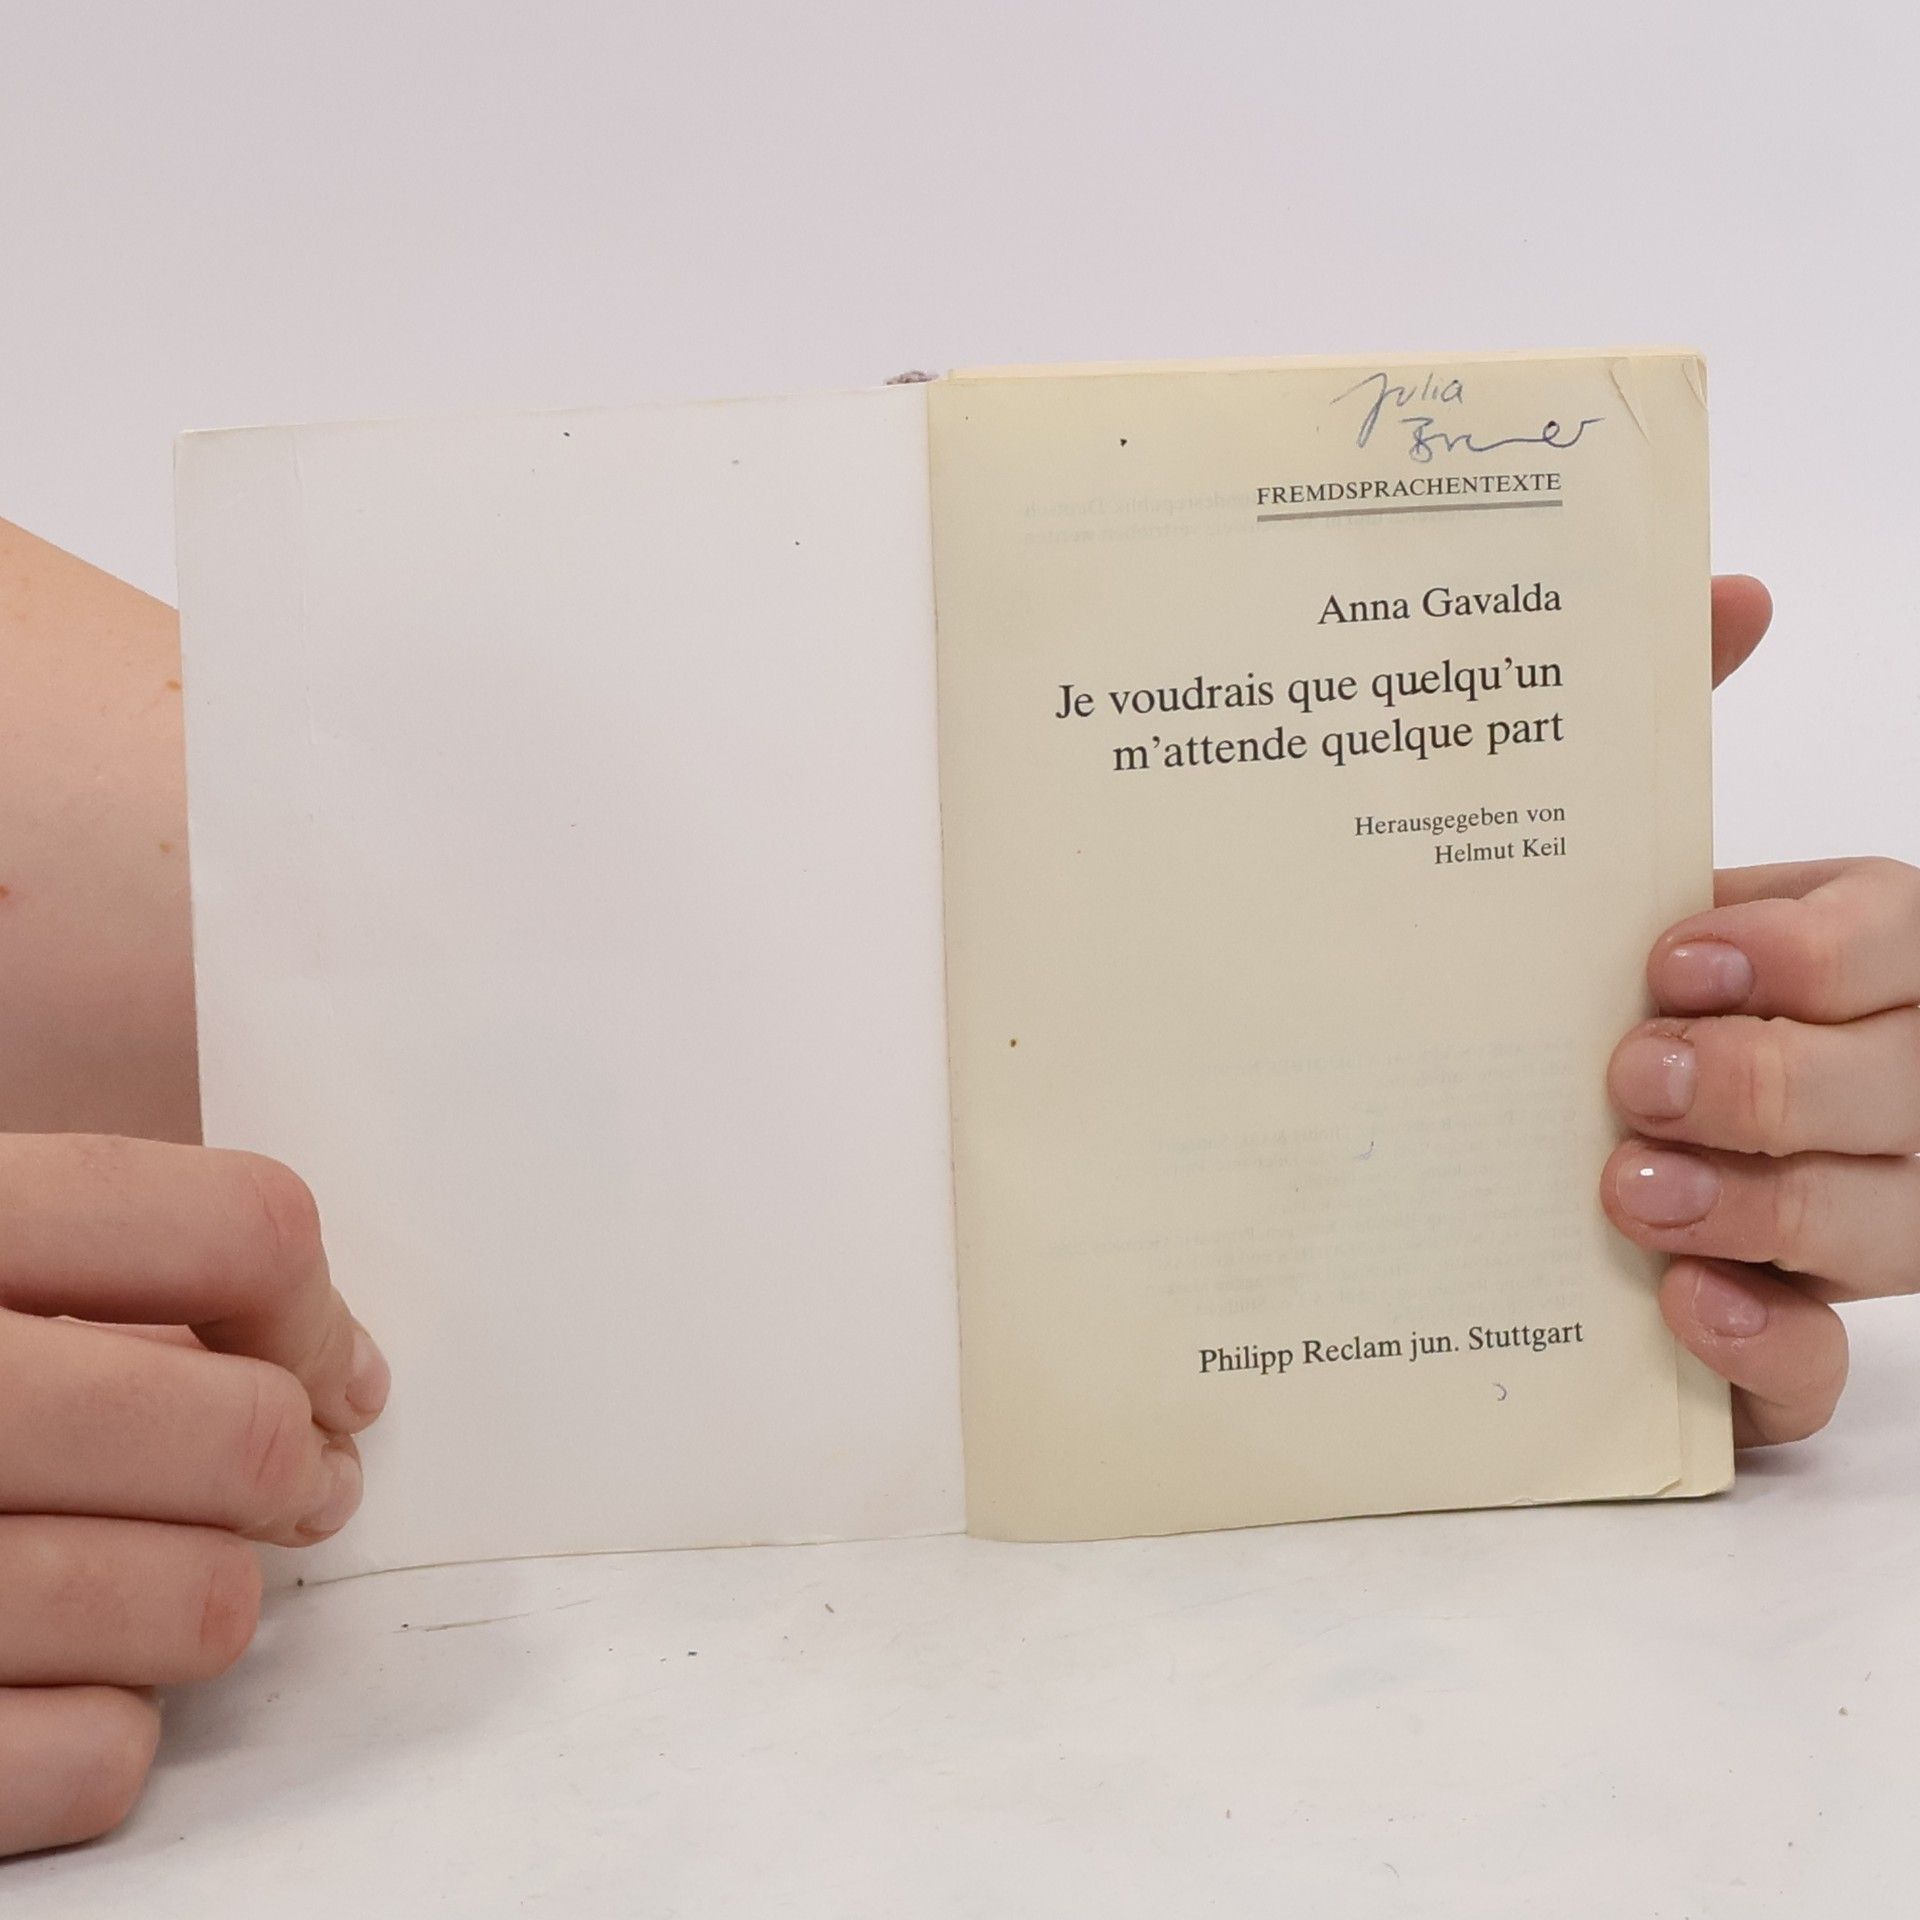 Julia
FREMDSPRACHENTEXTE
Anna Gavalda
Je voudrais que quelqu'un
m'attende quelque part
Herausgegeben von
Helmut Keil
Philipp Reclam jun. Stuttgart